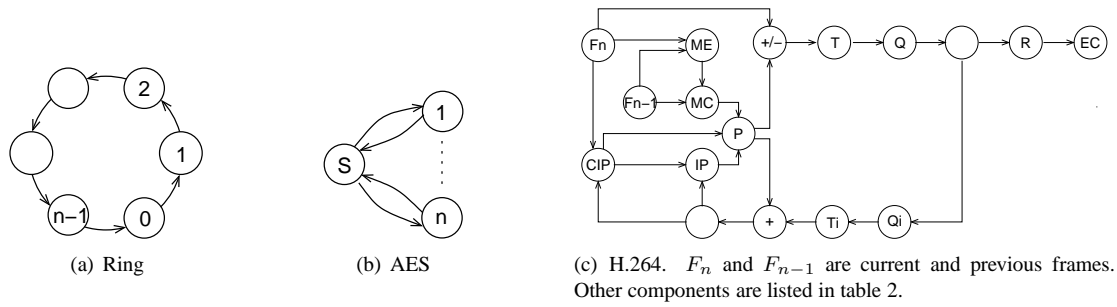 2
1
0
n−1
(a) Ring
S
1
n
(b) AES
Fn
ME
+/−
T
Q
R
EC
Fn−1
MC
P
CIP
IP
+
Ti
Qi
(c) H.264. Fn and Fn−1 are current and previous frames.
Other components are listed in table 2.